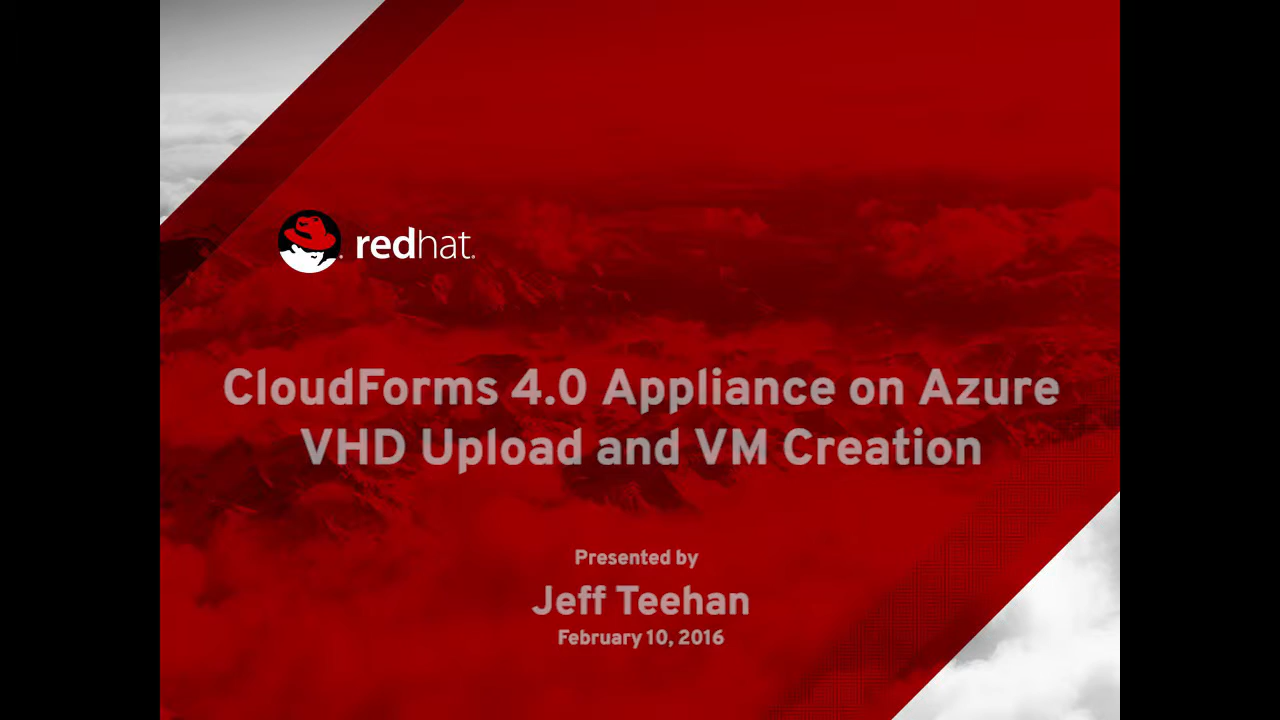 redhat.
CloudForms 4.0 Appliance on Azure
VHD Upload and VM Creation
Presented by
Jeff Teehan
February 10, 2016